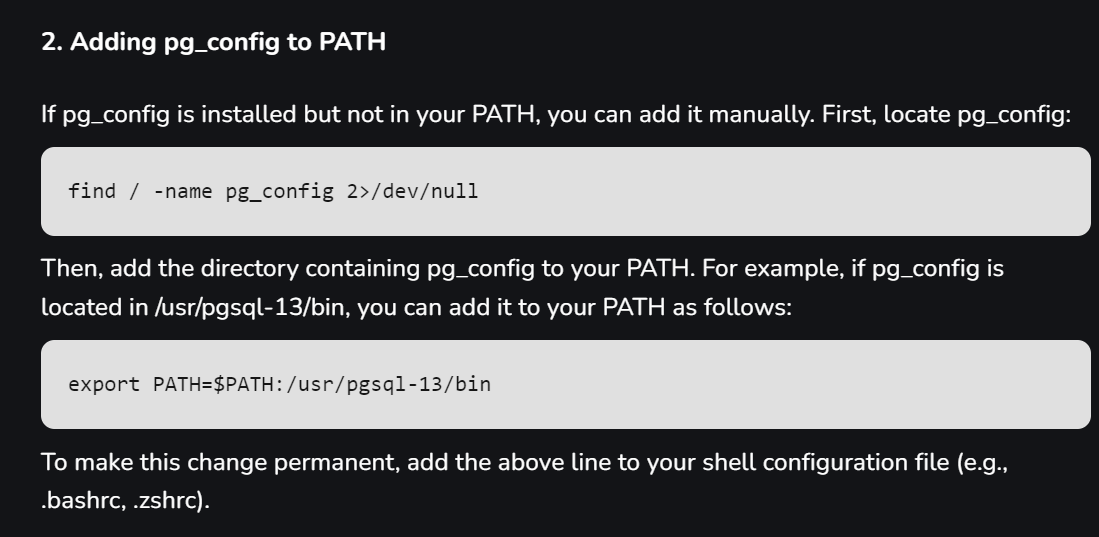 2. Adding pg_config to PATH
If pg_config is installed but not in your PATH, you can add it manually. First, locate pg_config:
find / -name pg_config 2>/dev/null
Then, add the directory containing pg_config to your PATH. For example, if pg_config is
located in /usr/pgsql-13/bin, you can add it to your PATH as follows:
export PATH=$PATH:/usr/pgsql-13/bin
To make this change permanent, add the above line to your shell configuration file (e.g.,
.bashrc, .zshrc).